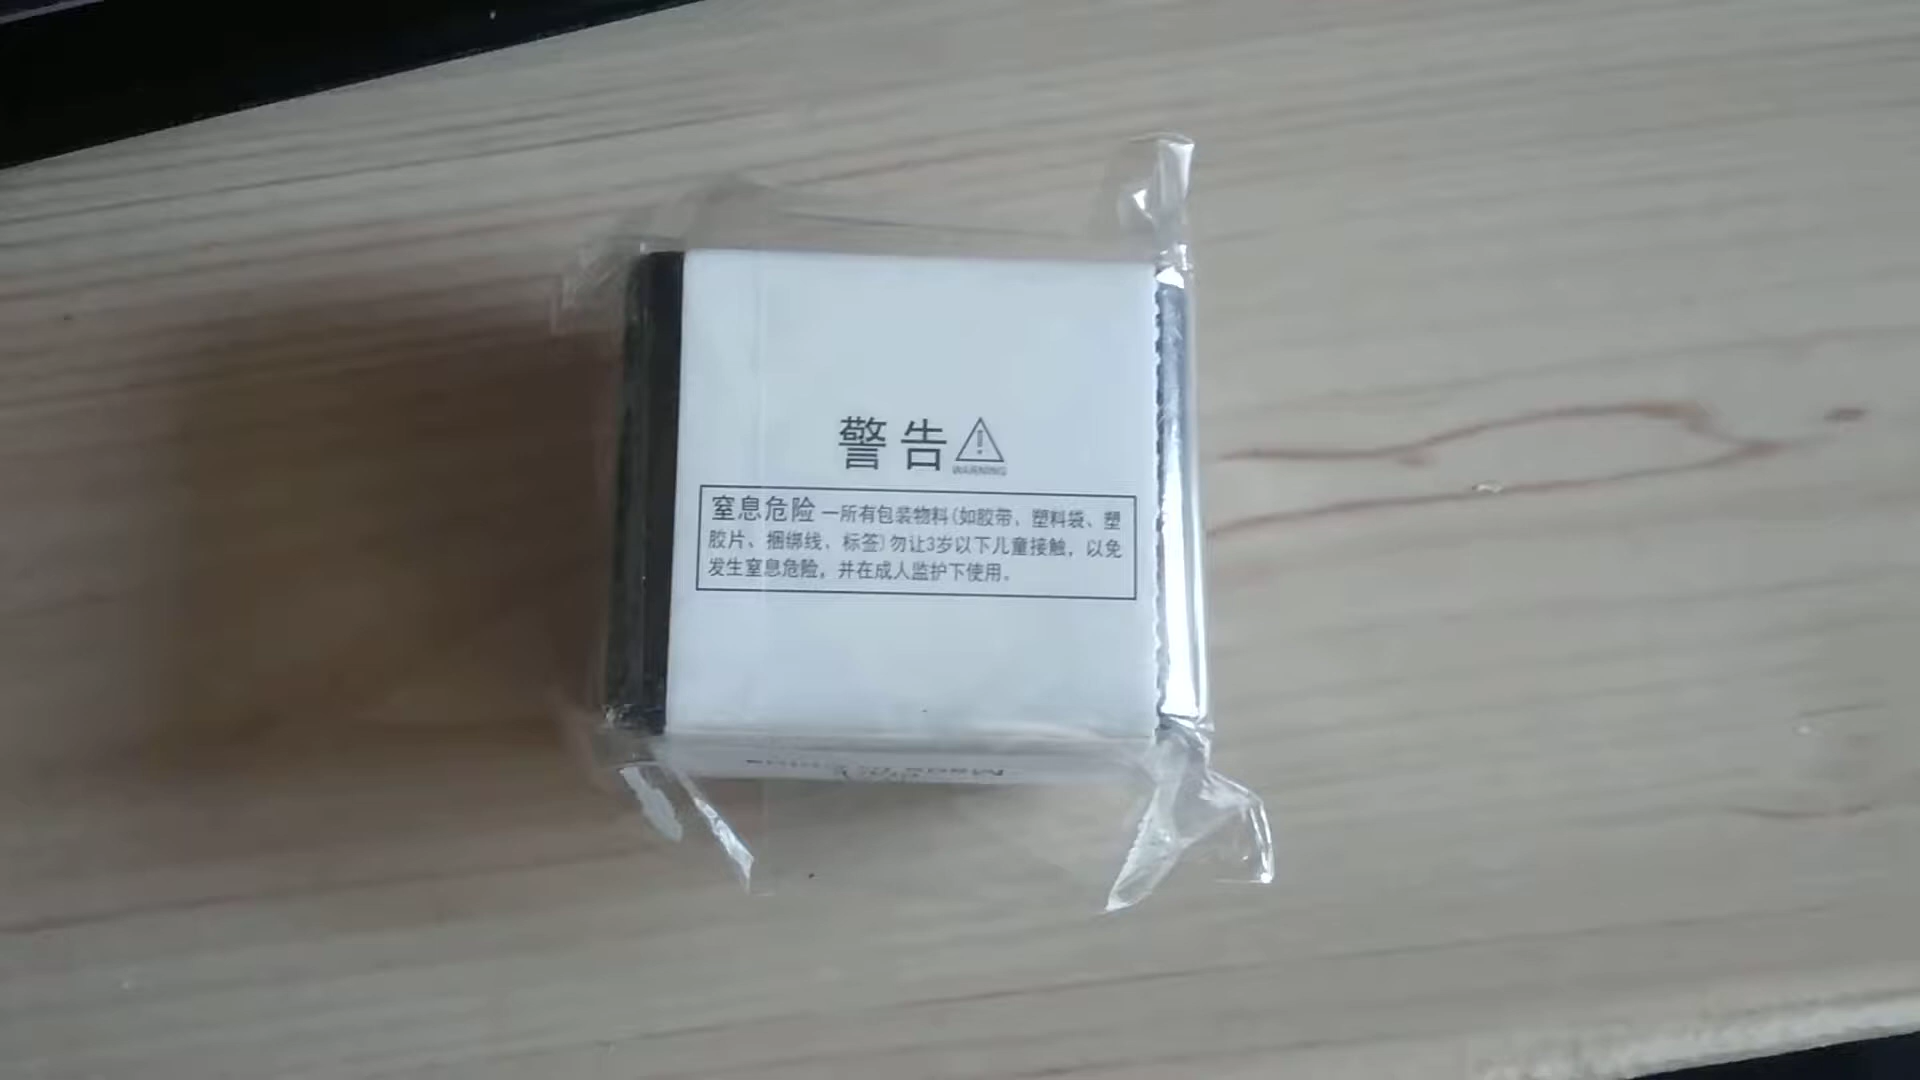 警告
WARNING
窒息危险 —所有包装物料(如胶带、塑料袋、塑
胶片、捆绑线、标签)勿让3岁以下儿童接触，以免
发生窒息危险，并在成人监护下使用。